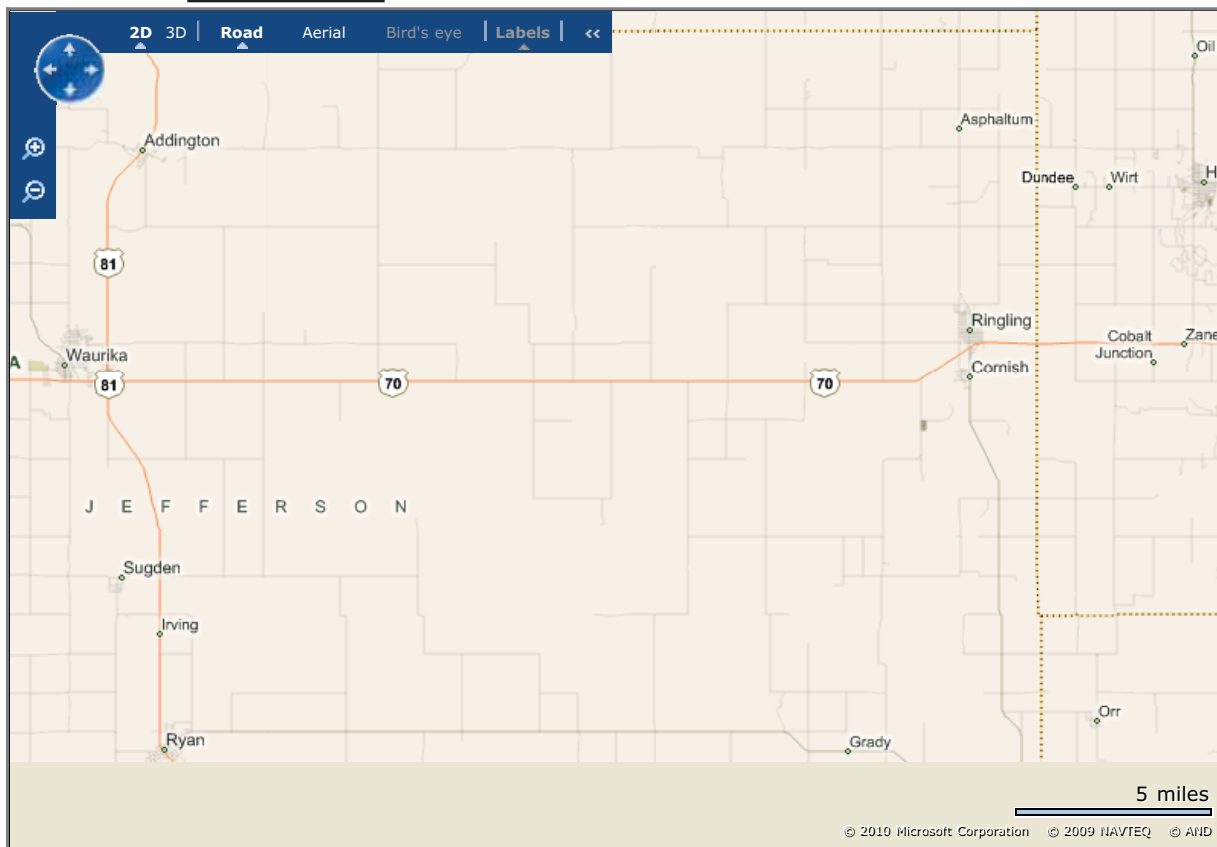 2D 3D Road Aerial Bird's eye Labels <<
Oil
Asphaltum
Addington
Dundee Wirt H
81
Ringling
Cobalt
Junction
Zane
Waurika
A
Cornish
81 70 70
J E F F E R S O N
Sugden
Irving
Orr
Ryan
Grady
5 miles
© 2010 Microsoft Corporation © 2009 NAVTEQ © AND